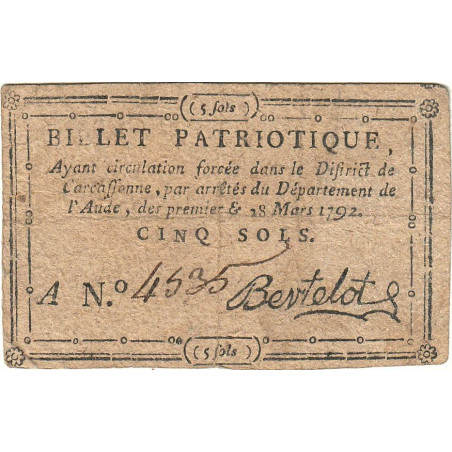 (5 ſols)
BILLET PATRIOTIQUE,
Ayant circulation forcée dans le Diſtrict de
Carcaſſonne, par arrêtés du Département de
l'Aude, des premier & 28 Mars 1792.
CINQ SOLS.
A N.º 4535 Bertelot
(5 ſols)